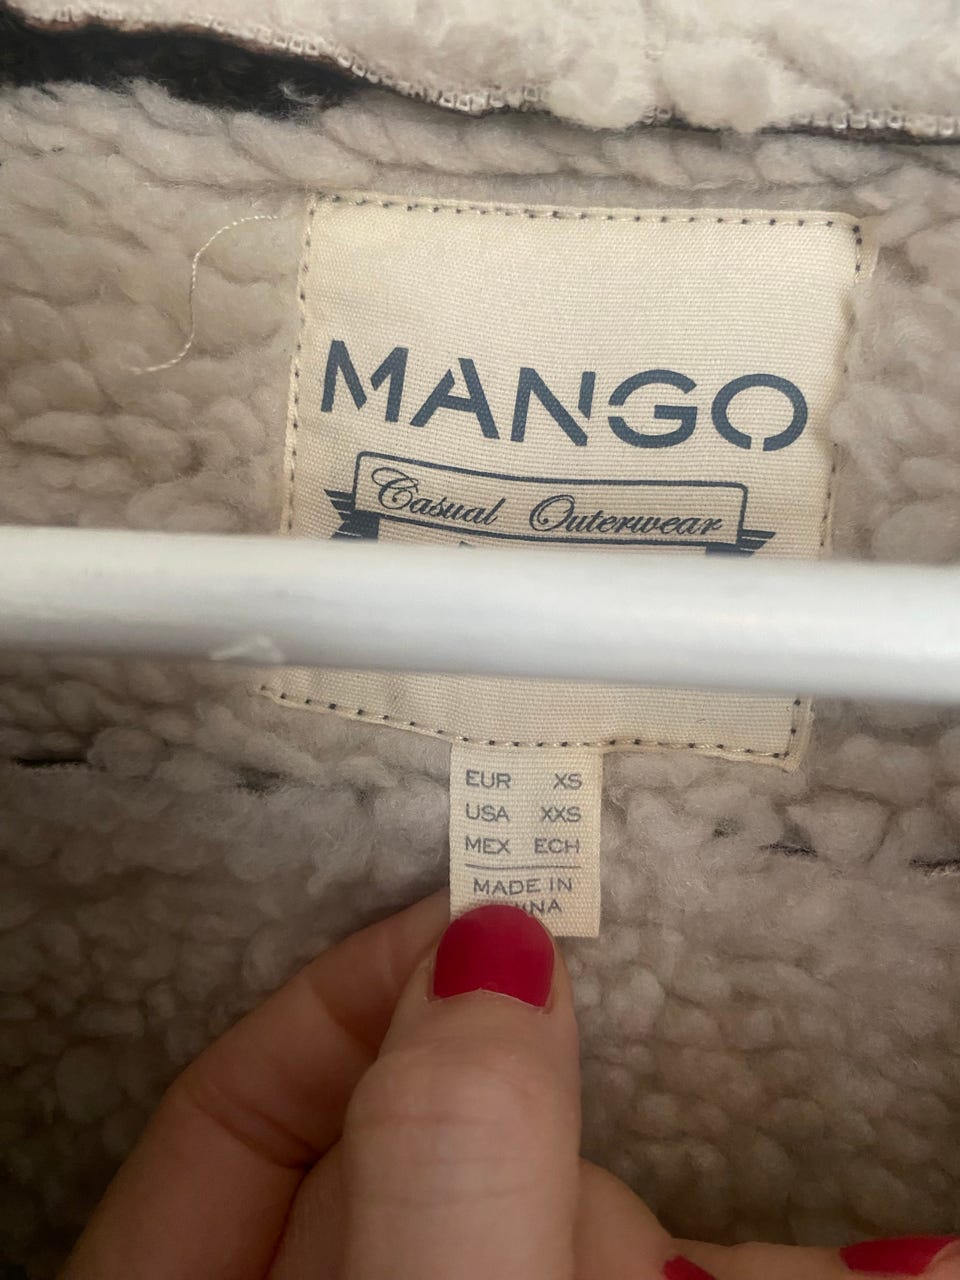 MANGO
Casual Outerwear
EUR XS
USA XXS
MEX ECH
MADE IN